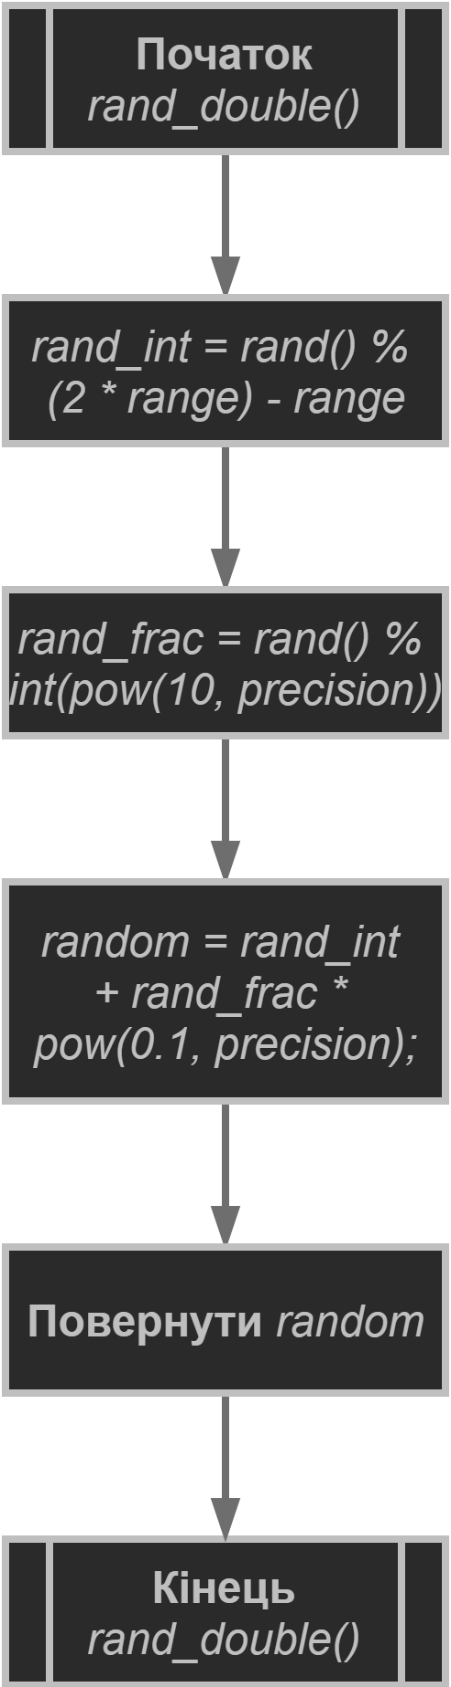 Початок
rand_double()
rand_int = rand() %
(2 * range) - range
rand_frac = rand() %
int(pow(10, precision))
random = rand_int
+ rand_frac *
pow(0.1, precision);
Повернути random
Кінець
rand_double()